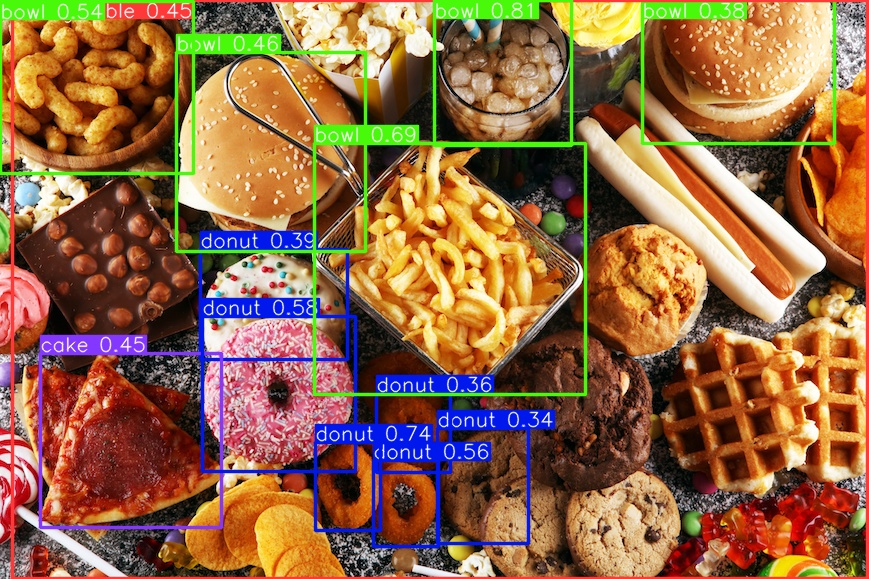 bowl 0.54
ble 0.45
bowl 0.81
bowl 0.38
bowl 0.46
bowl 0.69
donut 0.39
donut 0.58
cake 0.45
donut 0.36
donut 0.34
donut 0.74
donut 0.56